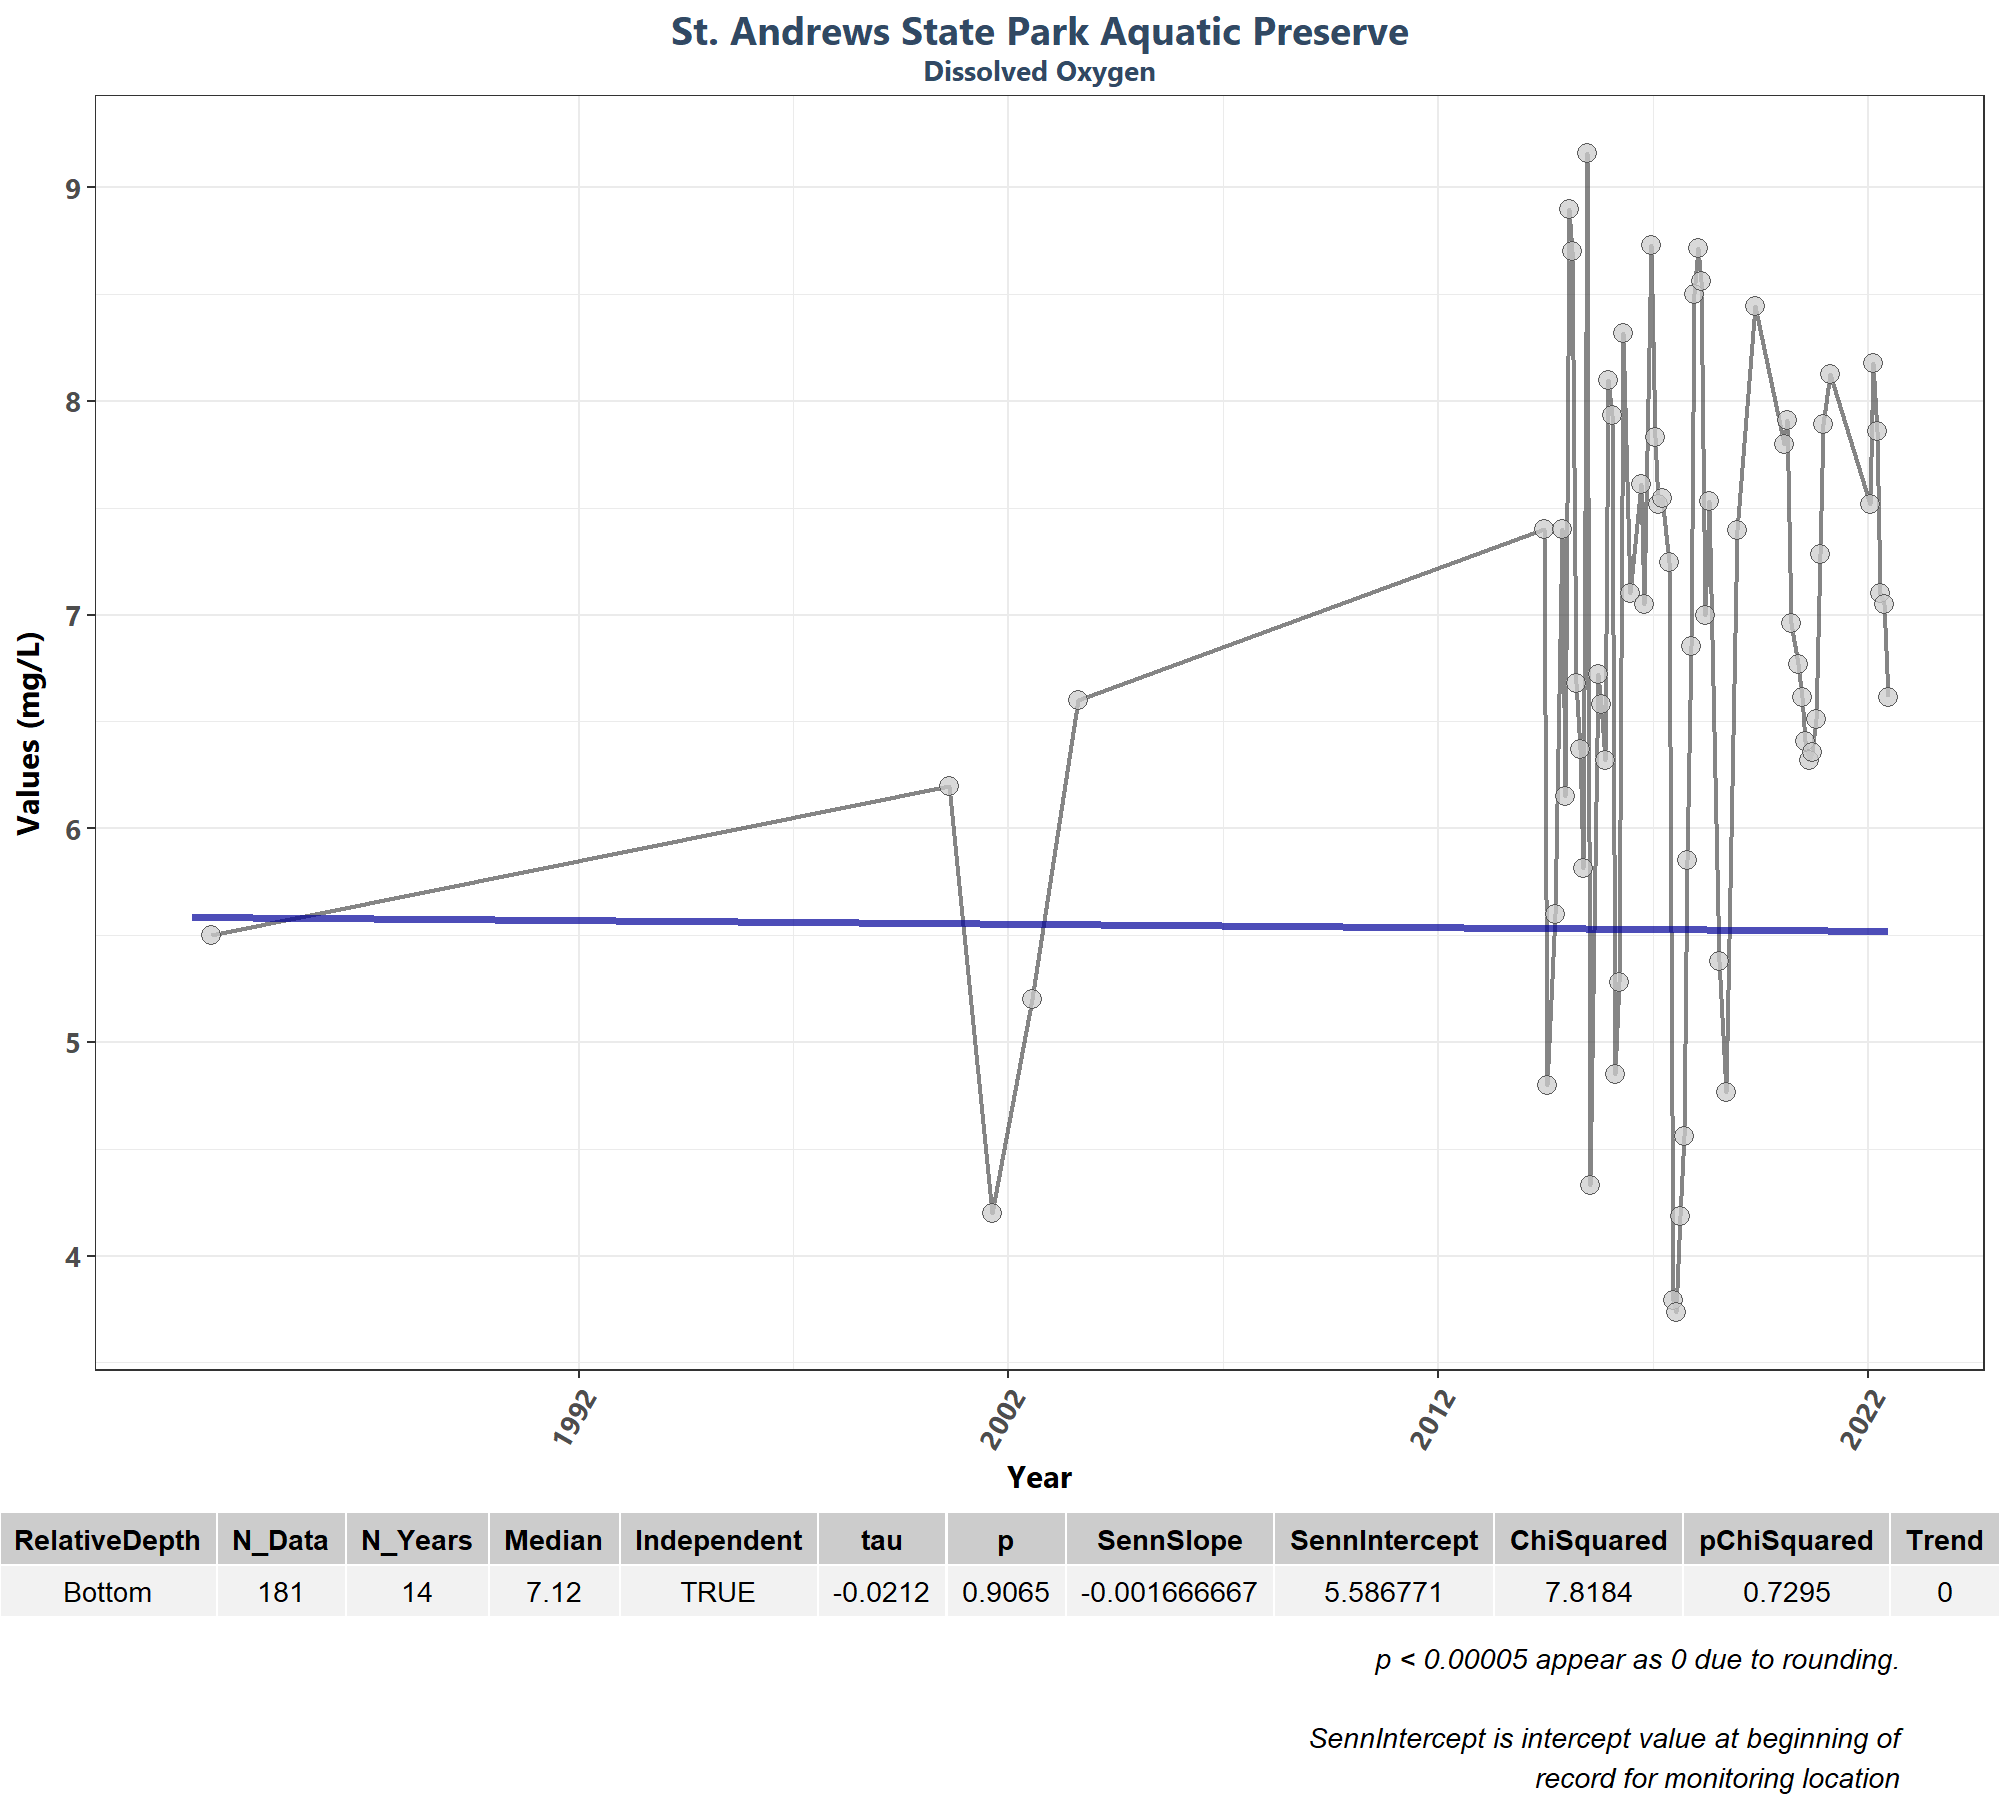 St. Andrews State Park Aquatic Preserve
Dissolved Oxygen
Values (mg/L)
9
8
7
6
5
4
1992
2002
2012
2022
Year
RelativeDepth N_Data N_Years Median Independent tau p SennSlope SennIntercept ChiSquared pChiSquared Trend
Bottom 181 14 7.12 TRUE -0.0212 0.9065 -0.001666667 5.586771 7.8184 0.7295 0
p < 0.00005 appear as 0 due to rounding.
SennIntercept is intercept value at beginning of
record for monitoring location